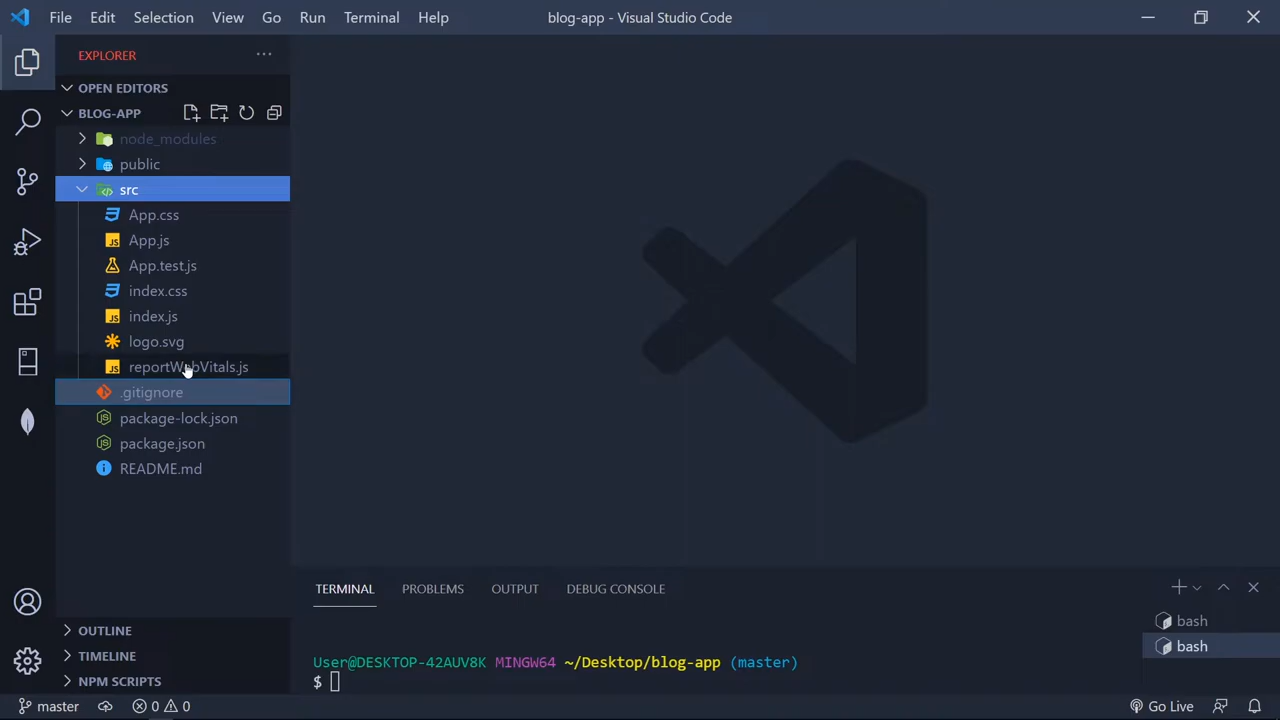 File Edit Selection View Go Run Terminal Help blog-app - Visual Studio Code
EXPLORER
OPEN EDITORS
BLOG-APP
node_modules
public
src
App.css
JS App.js
App.test.js
index.css
JS index.js
logo.svg
JS reportWebVitals.js
.gitignore
package-lock.json
package.json
README.md
OUTLINE
TIMELINE
NPM SCRIPTS
TERMINAL PROBLEMS OUTPUT DEBUG CONSOLE
bash
bash
User@DESKTOP-42AUV8K MINGW64 ~/Desktop/blog-app (master)
$
master 0 0 Go Live